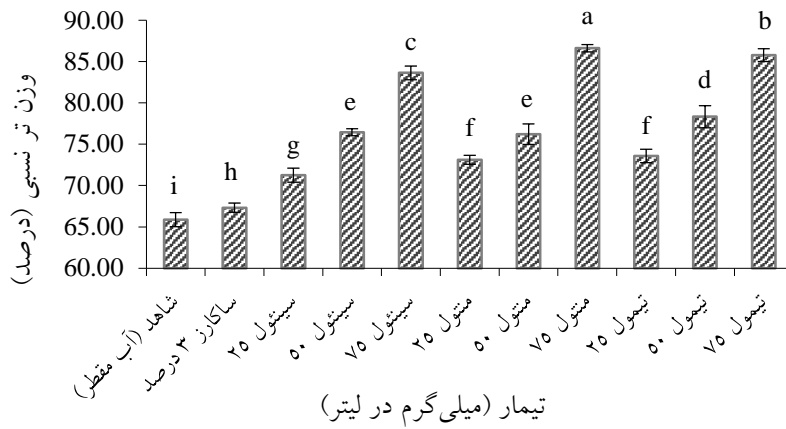 90.00
85.00
80.00
75.00
70.00
65.00
60.00
وزن تر نسبی (درصد)
i
h
g
e
c
f
e
a
f
d
b
شاهد (آب مقطر)
ساکارز ۳ درصد
سینئول ۲۵
سینئول ۵۰
سینئول ۷۵
منتول ۲۵
منتول ۵۰
منتول ۷۵
تیمول ۲۵
تیمول ۵۰
تیمول ۷۵
تیمار (میلی‌گرم در لیتر)